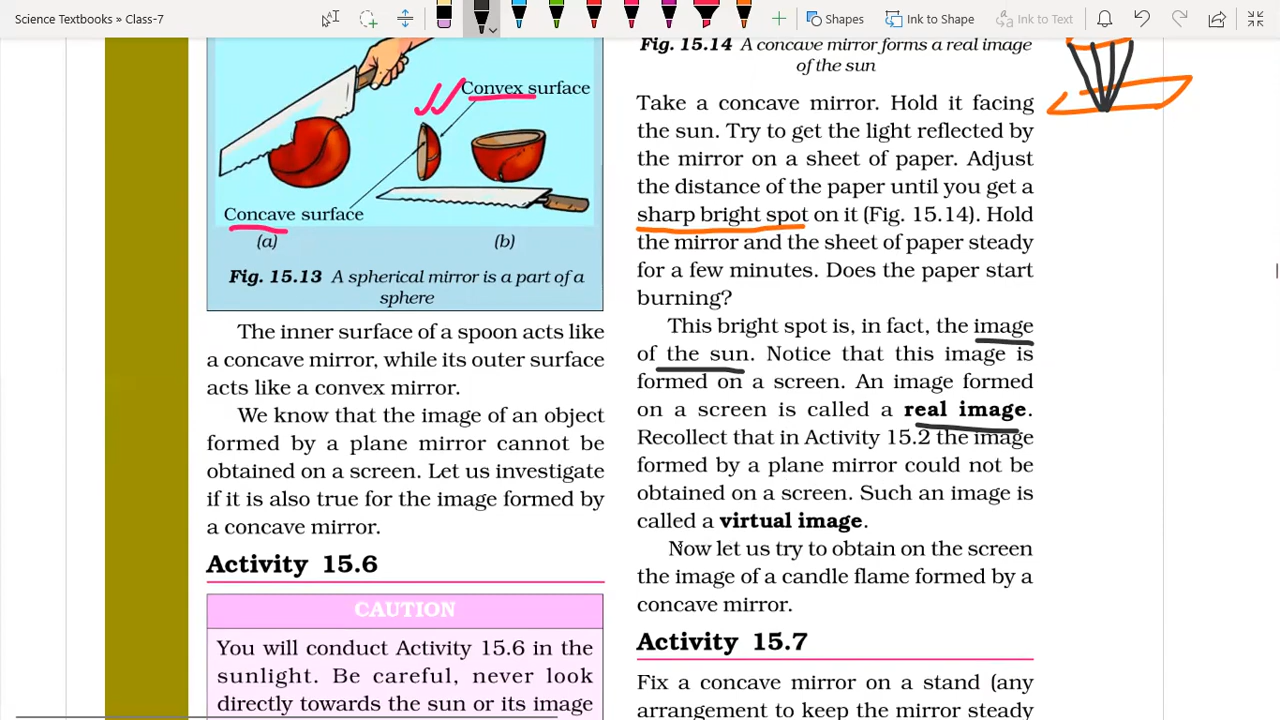 Science Textbooks » Class-7
Shapes
Ink to Shape
Ink to Text
Convex surface
Concave surface
(a)
(b)
Fig. 15.13 A spherical mirror is a part of a
sphere
The inner surface of a spoon acts like
a concave mirror, while its outer surface
acts like a convex mirror.
We know that the image of an object
formed by a plane mirror cannot be
obtained on a screen. Let us investigate
if it is also true for the image formed by
a concave mirror.
Activity 15.6
CAUTION
You will conduct Activity 15.6 in the
sunlight. Be careful, never look
directly towards the sun or its image
Fig. 15.14 A concave mirror forms a real image
of the sun
Take a concave mirror. Hold it facing
the sun. Try to get the light reflected by
the mirror on a sheet of paper. Adjust
the distance of the paper until you get a
sharp bright spot on it (Fig. 15.14). Hold
the mirror and the sheet of paper steady
for a few minutes. Does the paper start
burning?
This bright spot is, in fact, the image
of the sun. Notice that this image is
formed on a screen. An image formed
on a screen is called a real image.
Recollect that in Activity 15.2 the image
formed by a plane mirror could not be
obtained on a screen. Such an image is
called a virtual image.
Now let us try to obtain on the screen
the image of a candle flame formed by a
concave mirror.
Activity 15.7
Fix a concave mirror on a stand (any
arrangement to keep the mirror steady